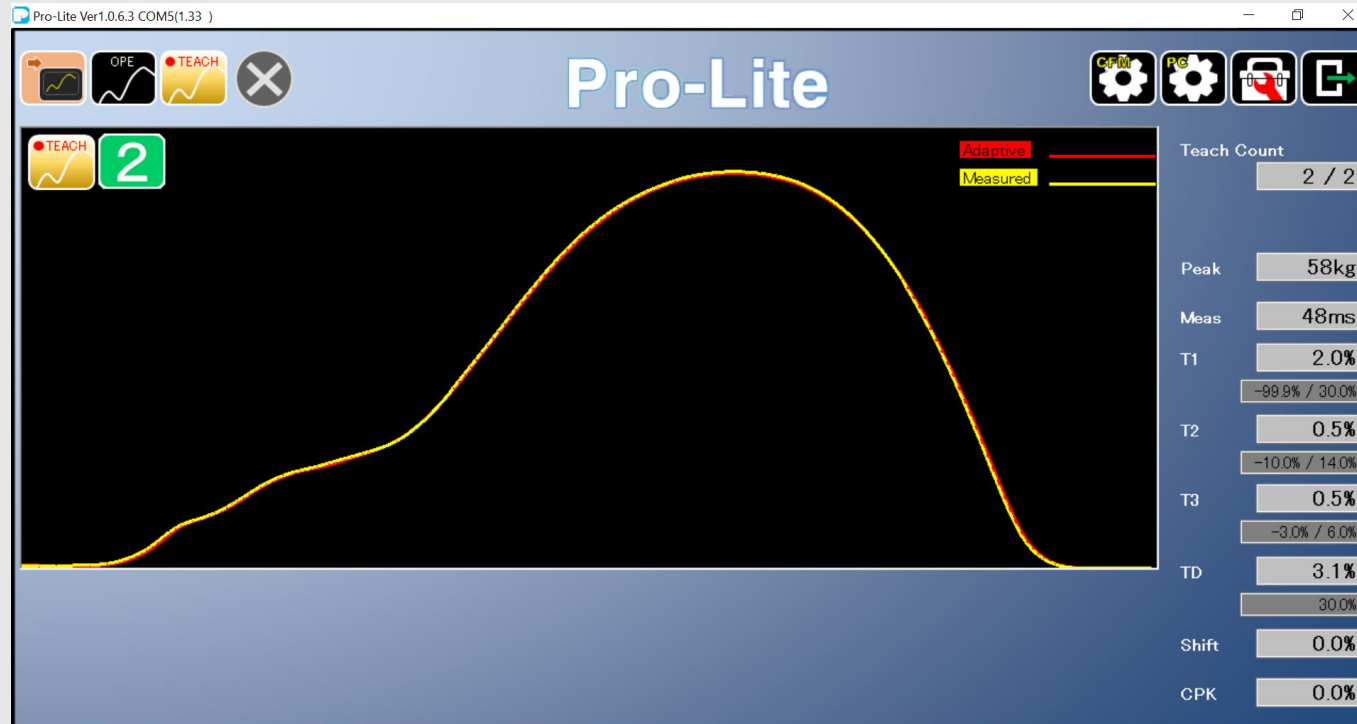 Pro-Lite Ver1.0.6.3 COM5(1.33 )
OPE
TEACH
Pro-Lite
CFM
PC
TEACH
2
Adaptive
Measured
Teach Count
2 / 2
Peak
58kg
Meas
48ms
T1
2.0%
-99.9% / 30.0%
T2
0.5%
-10.0% / 14.0%
T3
0.5%
-3.0% / 6.0%
TD
3.1%
30.0%
Shift
0.0%
CPK
0.0%